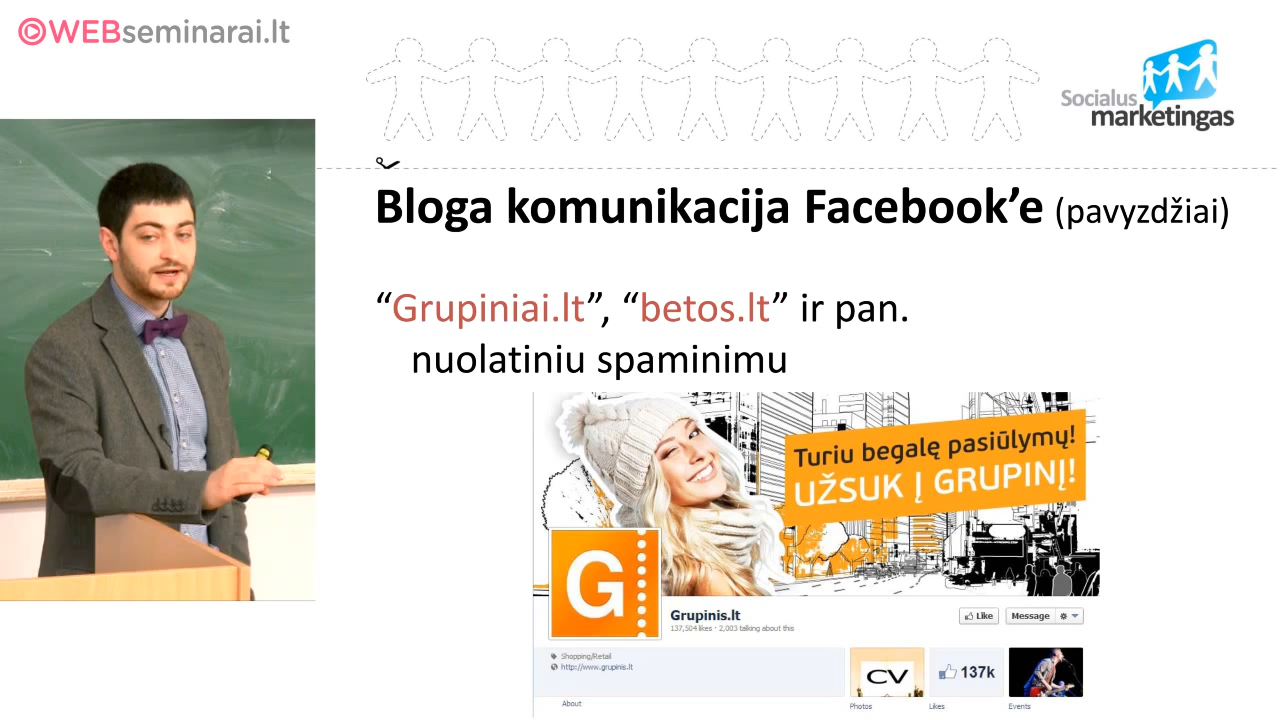 WEBseminarai.lt
Socialus
marketingas
Bloga komunikacija Facebook’e (pavyzdžiai)
“Grupiniai.lt”, “betos.lt” ir pan.
nuolatiniu spaminimu
Turiu begalę pasiūlymų!
UŽSUK Į GRUPINĮ!
G
Grupinis.lt
137,504 likes · 2,003 talking about this
Like
Message
Shopping/Retail
http://www.grupinis.lt
About
CV
137k
Photos
Likes
Events